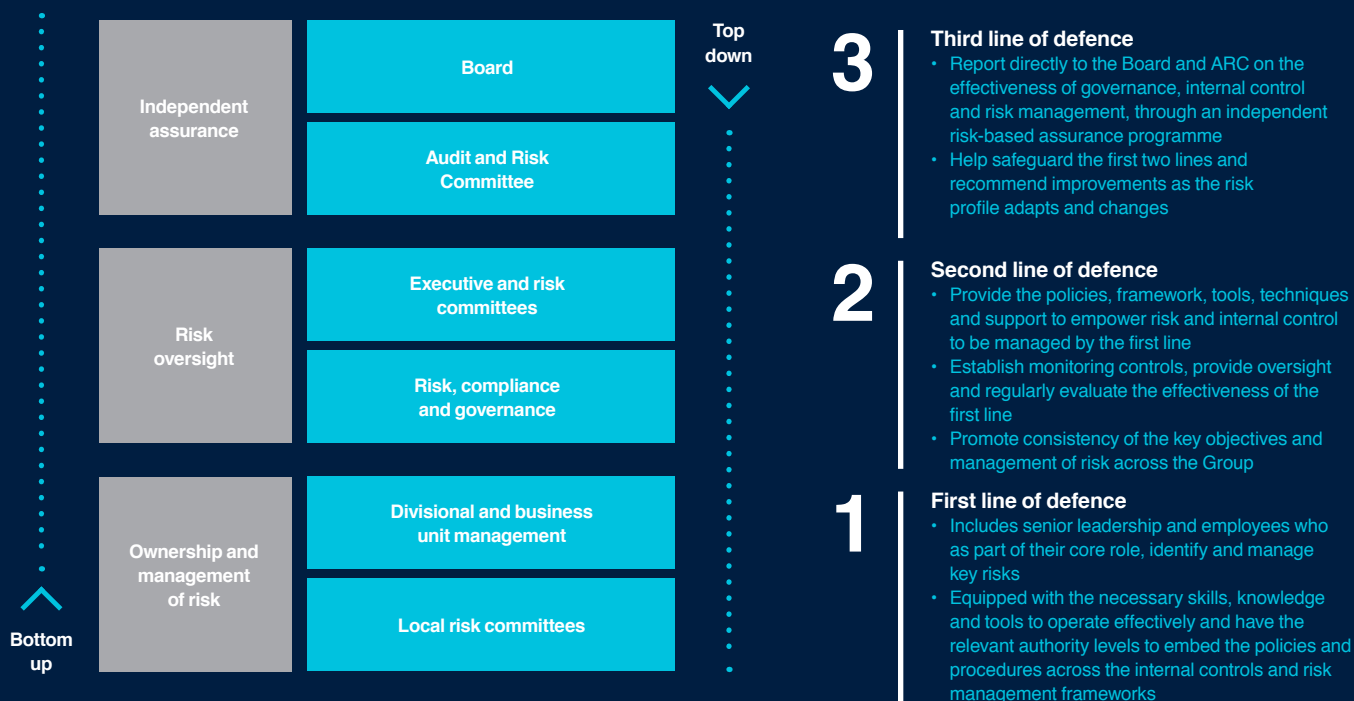 Independent
assurance
Board
Audit and Risk
Committee
Top
down
Risk
oversight
Executive and risk
committees
Risk, compliance
and governance
Ownership and
management
of risk
Divisional and business
unit management
Local risk committees
Bottom
up
3
Third line of defence
• Report directly to the Board and ARC on the
effectiveness of governance, internal control
and risk management, through an independent
risk-based assurance programme
• Help safeguard the first two lines and
recommend improvements as the risk
profile adapts and changes
2
Second line of defence
• Provide the policies, framework, tools, techniques
and support to empower risk and internal control
to be managed by the first line
• Establish monitoring controls, provide oversight
and regularly evaluate the effectiveness of the
first line
• Promote consistency of the key objectives and
management of risk across the Group
1
First line of defence
• Includes senior leadership and employees who
as part of their core role, identify and manage
key risks
• Equipped with the necessary skills, knowledge
and tools to operate effectively and have the
relevant authority levels to embed the policies and
procedures across the internal controls and risk
management frameworks